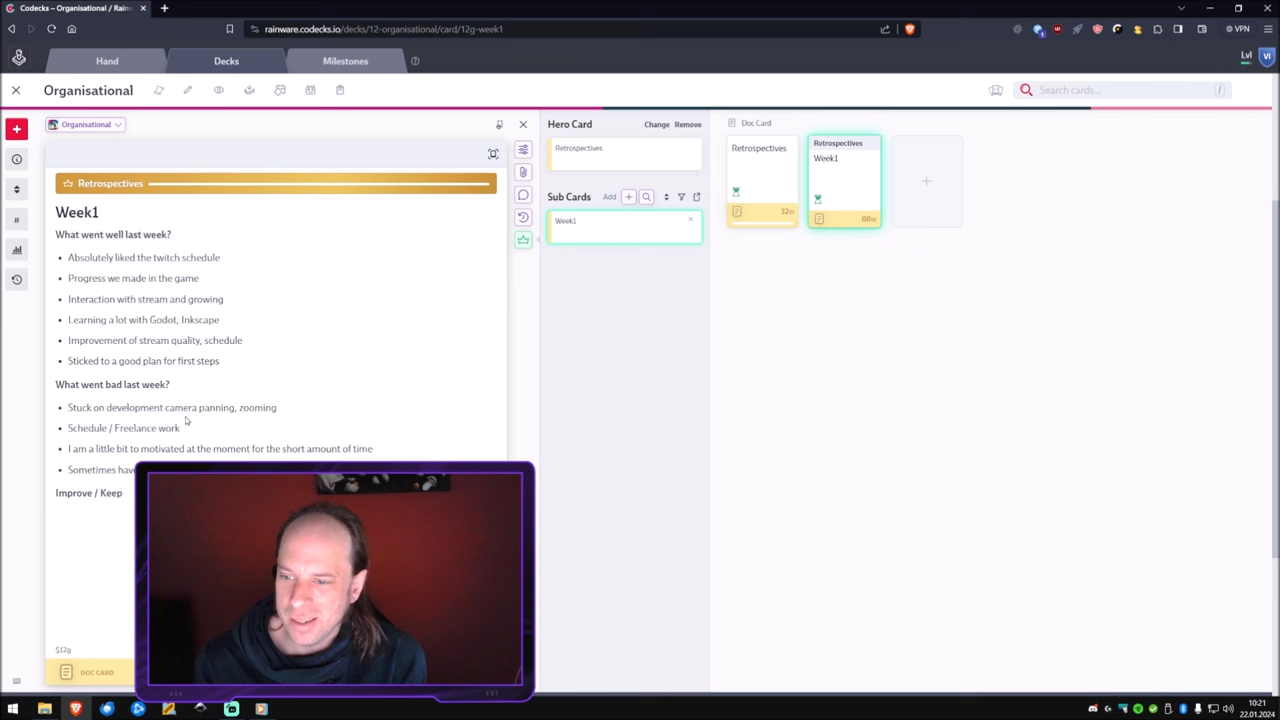 Codecks – Organisational / Rain
rainware.codecks.io/decks/12-organisational/card/12g-week1
VPN
Hand
Decks
Milestones
Lvl
VI
Organisational
Search cards...
/
Organisational
Retrospectives
Week1
What went well last week?
• Absolutely liked the twitch schedule
• Progress we made in the game
• Interaction with stream and growing
• Learning a lot with Godot, Inkscape
• Improvement of stream quality, schedule
• Sticked to a good plan for first steps
What went bad last week?
• Stuck on development camera panning, zooming
• Schedule / Freelance work
• I am a little bit to motivated at the moment for the short amount of time
• Sometimes have
Improve / Keep
$12g
DOC CARD
Hero Card
Change
Remove
Retrospectives
Sub Cards
Add
Week1
Doc Card
Retrospectives
32w
Retrospectives
Week1
88w
10:21
22.01.2024